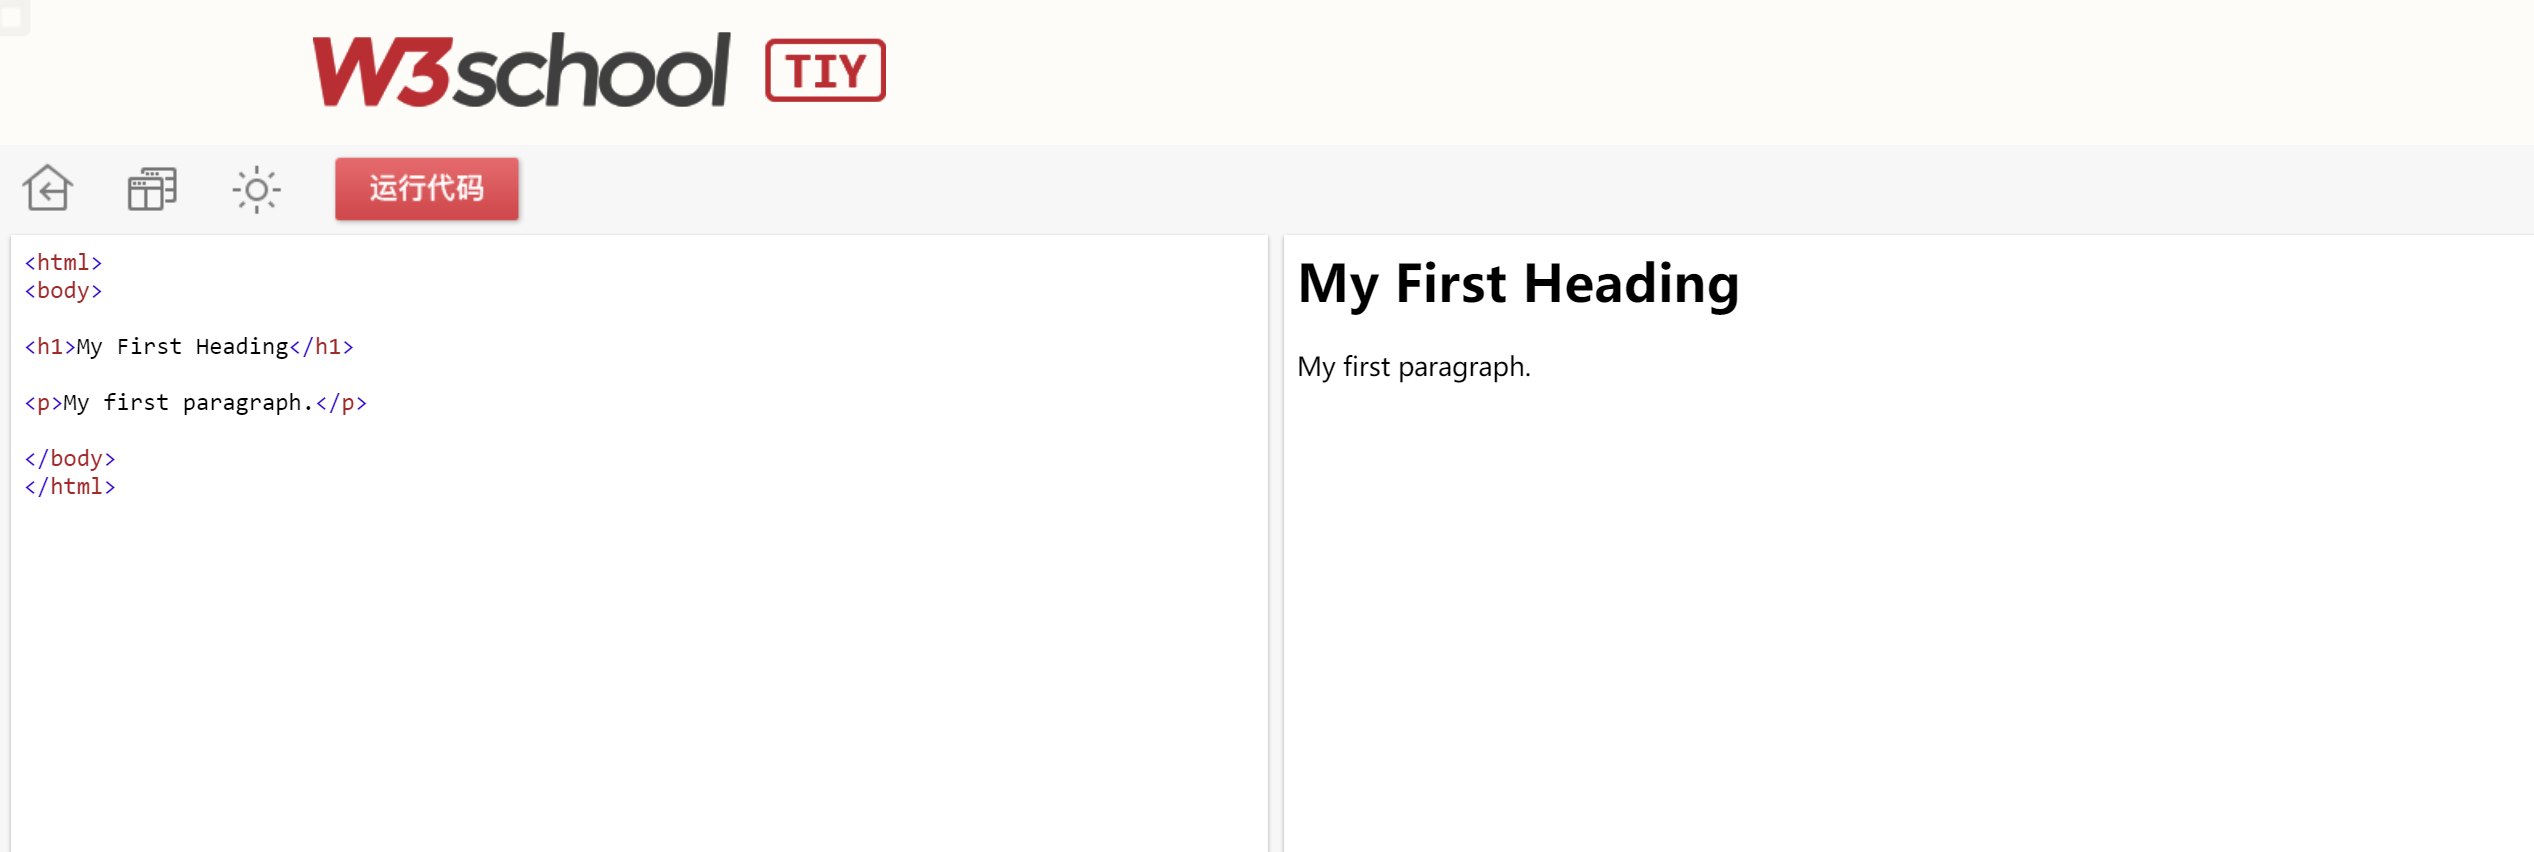 W3school TIY
运行代码
<html>
<body>
<h1>My First Heading</h1>
<p>My first paragraph.</p>
</body>
</html>
My First Heading
My first paragraph.